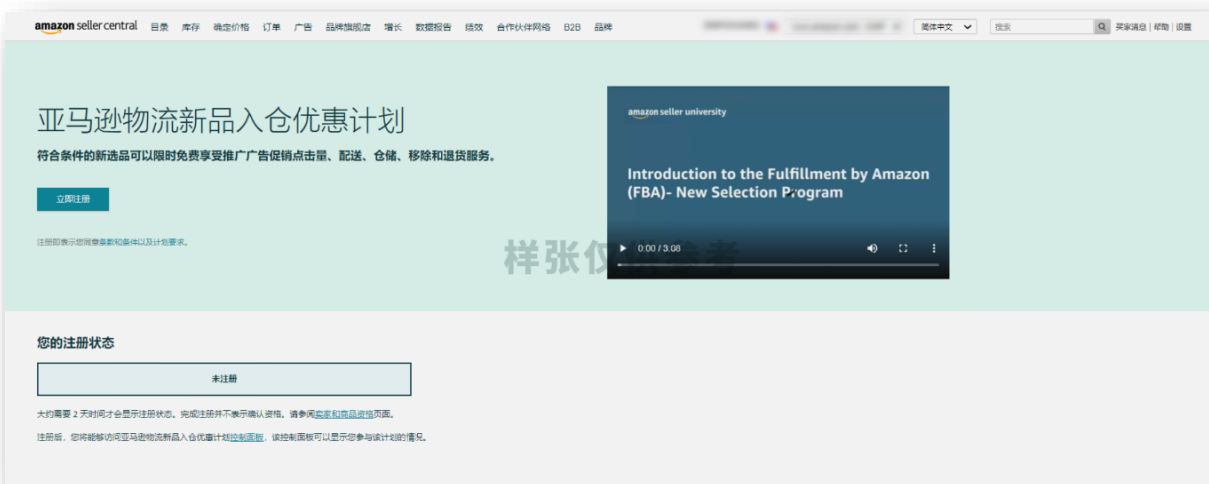 amazon seller central 目录 库存 确定价格 订单 广告 品牌旗舰店 增长 数据报告 绩效 合作伙伴网络 B2B 品牌 简体中文 搜索 买家消息 | 帮助 | 设置
亚马逊物流新品入仓优惠计划
符合条件的新选品可以限时免费享受推广广告促销点击量、配送、仓储、移除和退货服务。
立即注册
注册即表示您同意条款和条件以及计划要求。
amazon seller university
Introduction to the Fulfillment by Amazon
(FBA)- New Selection Program
0:00 / 3:08
样张仅供参考
您的注册状态
未注册
大约需要 2 天时间才会显示注册状态。完成注册并不表示确认资格。请参阅卖家和商品资格页面。
注册后，您将能够访问亚马逊物流新品入仓优惠计划控制面板，该控制面板可以显示您参与该计划的情况。